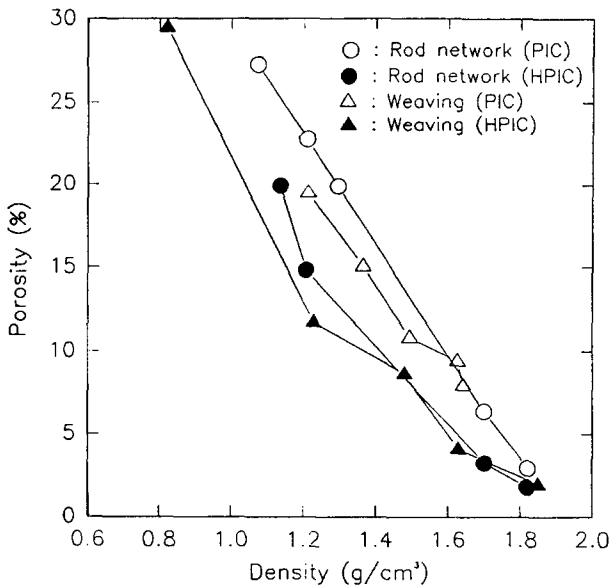 30
25
20
15
10
5
0
Porosity (%)
○ : Rod network (PIC)
● : Rod network (HPIC)
△ : Weaving (PIC)
▲ : Weaving (HPIC)
0.6 0.8 1.0 1.2 1.4 1.6 1.8 2.0
Density (g/cm³)